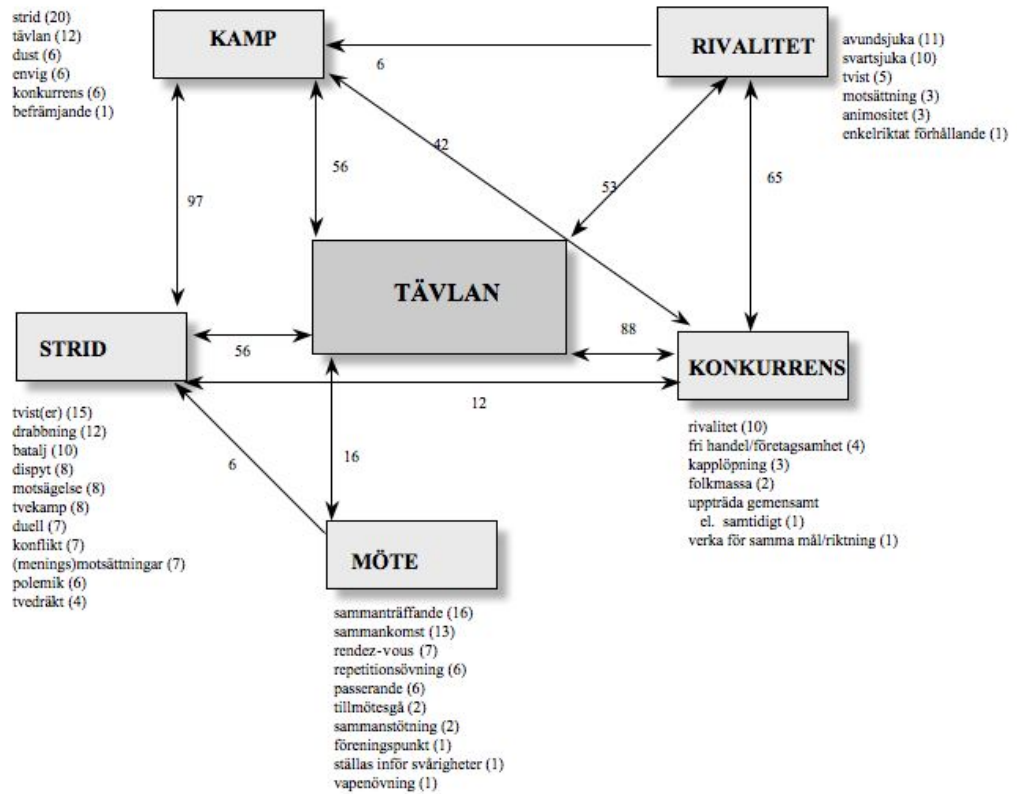 strid (20)
tävlan (12)
dust (6)
envig (6)
konkurrens (6)
befrämjande (1)
KAMP
RIVALITET
avundsjuka (11)
svartsjuka (10)
tvist (5)
motsättning (3)
animositet (3)
enkelriktat förhållande (1)
6
42
56
97
53
65
TÄVLAN
88
56
12
16
6
STRID
tvist(er) (15)
drabbning (12)
batalj (10)
dispyt (8)
motsägelse (8)
tvekamp (8)
duell (7)
konflikt (7)
(menings)motsättningar (7)
polemik (6)
tvedräkt (4)
KONKURRENS
rivalitet (10)
fri handel/företagsamhet (4)
kapplöpning (3)
folkmassa (2)
uppträda gemensamt
el. samtidigt (1)
verka för samma mål/riktning (1)
MÖTE
sammanträffande (16)
sammankomst (13)
rendez-vous (7)
repetitionsövning (6)
passerande (6)
tillmötesgå (2)
sammanstötning (2)
föreningspunkt (1)
ställas inför svårigheter (1)
vapenövning (1)